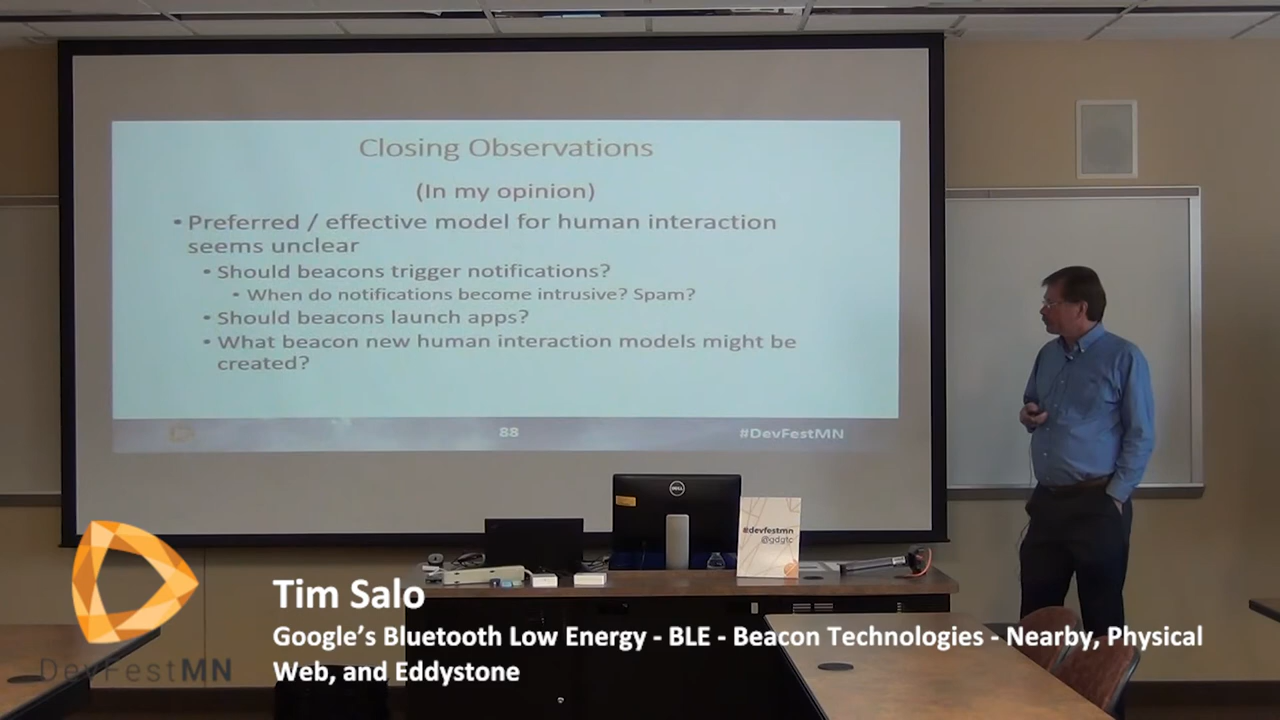 Closing Observations
(In my opinion)
• Preferred / effective model for human interaction
seems unclear
• Should beacons trigger notifications?
• When do notifications become intrusive? Spam?
• Should beacons launch apps?
• What beacon new human interaction models might be
created?
88
#DevFestMN
DELL
#devfestmn
@gdgtc
Tim Salo
Google's Bluetooth Low Energy - BLE - Beacon Technologies - Nearby, Physical
Web, and Eddystone
DevFestMN